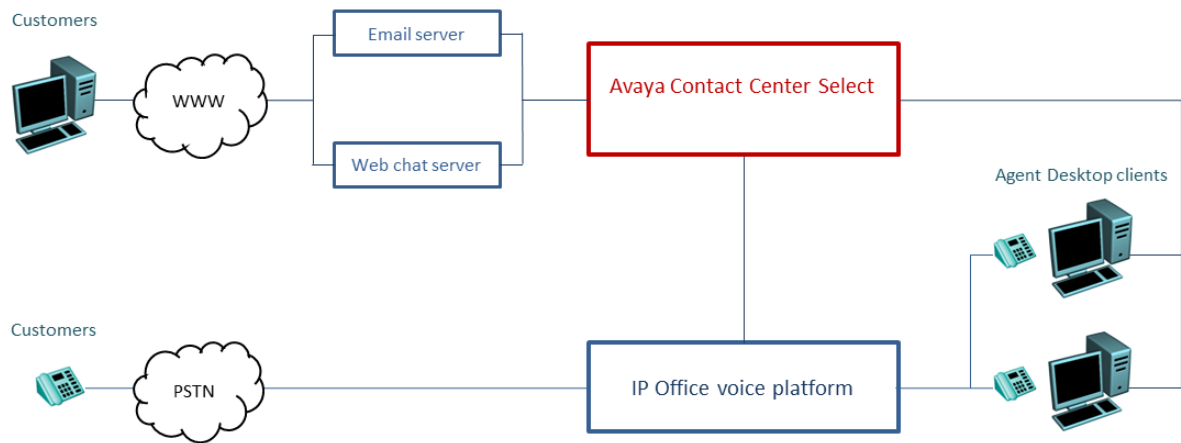 Customers
Email server
WWW
Avaya Contact Center Select
Web chat server
Agent Desktop clients
Customers
PSTN
IP Office voice platform